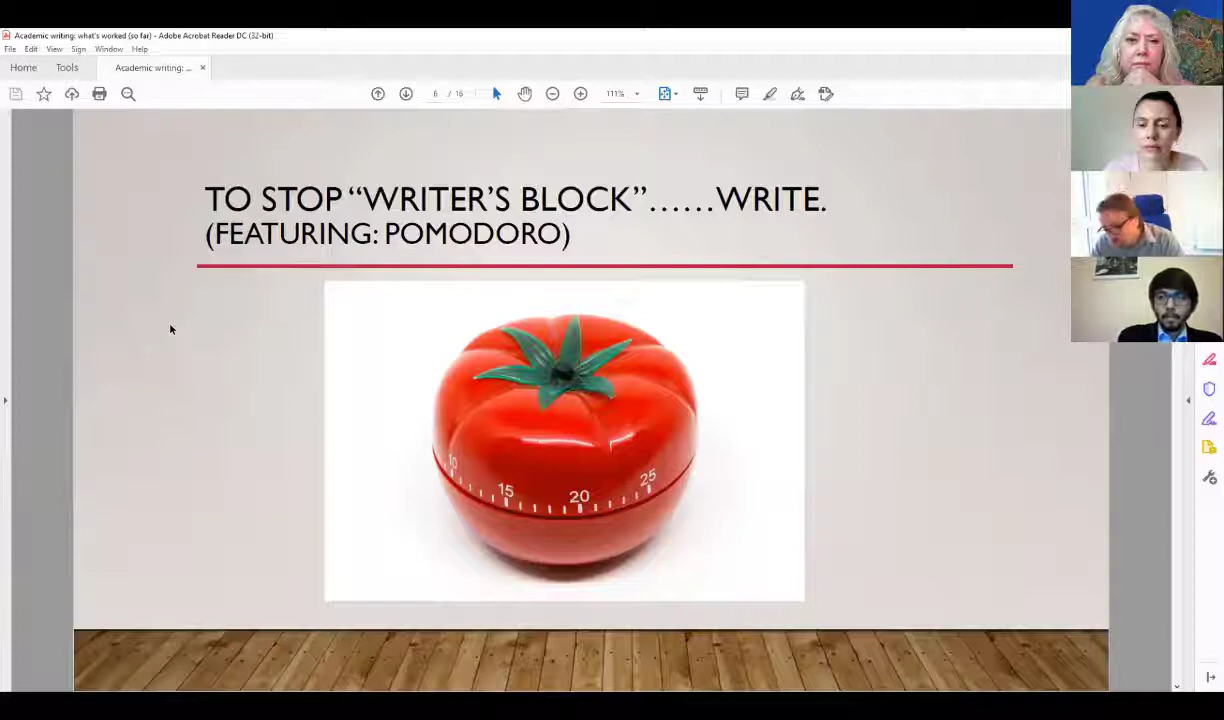 Academic writing: what's worked (so far) - Adobe Acrobat Reader DC (32-bit)
File Edit View Sign Window Help
Home Tools Academic writing: ... ×
6 / 16 111%
TO STOP “WRITER’S BLOCK”......WRITE.
(FEATURING: POMODORO)
10 15 20 25